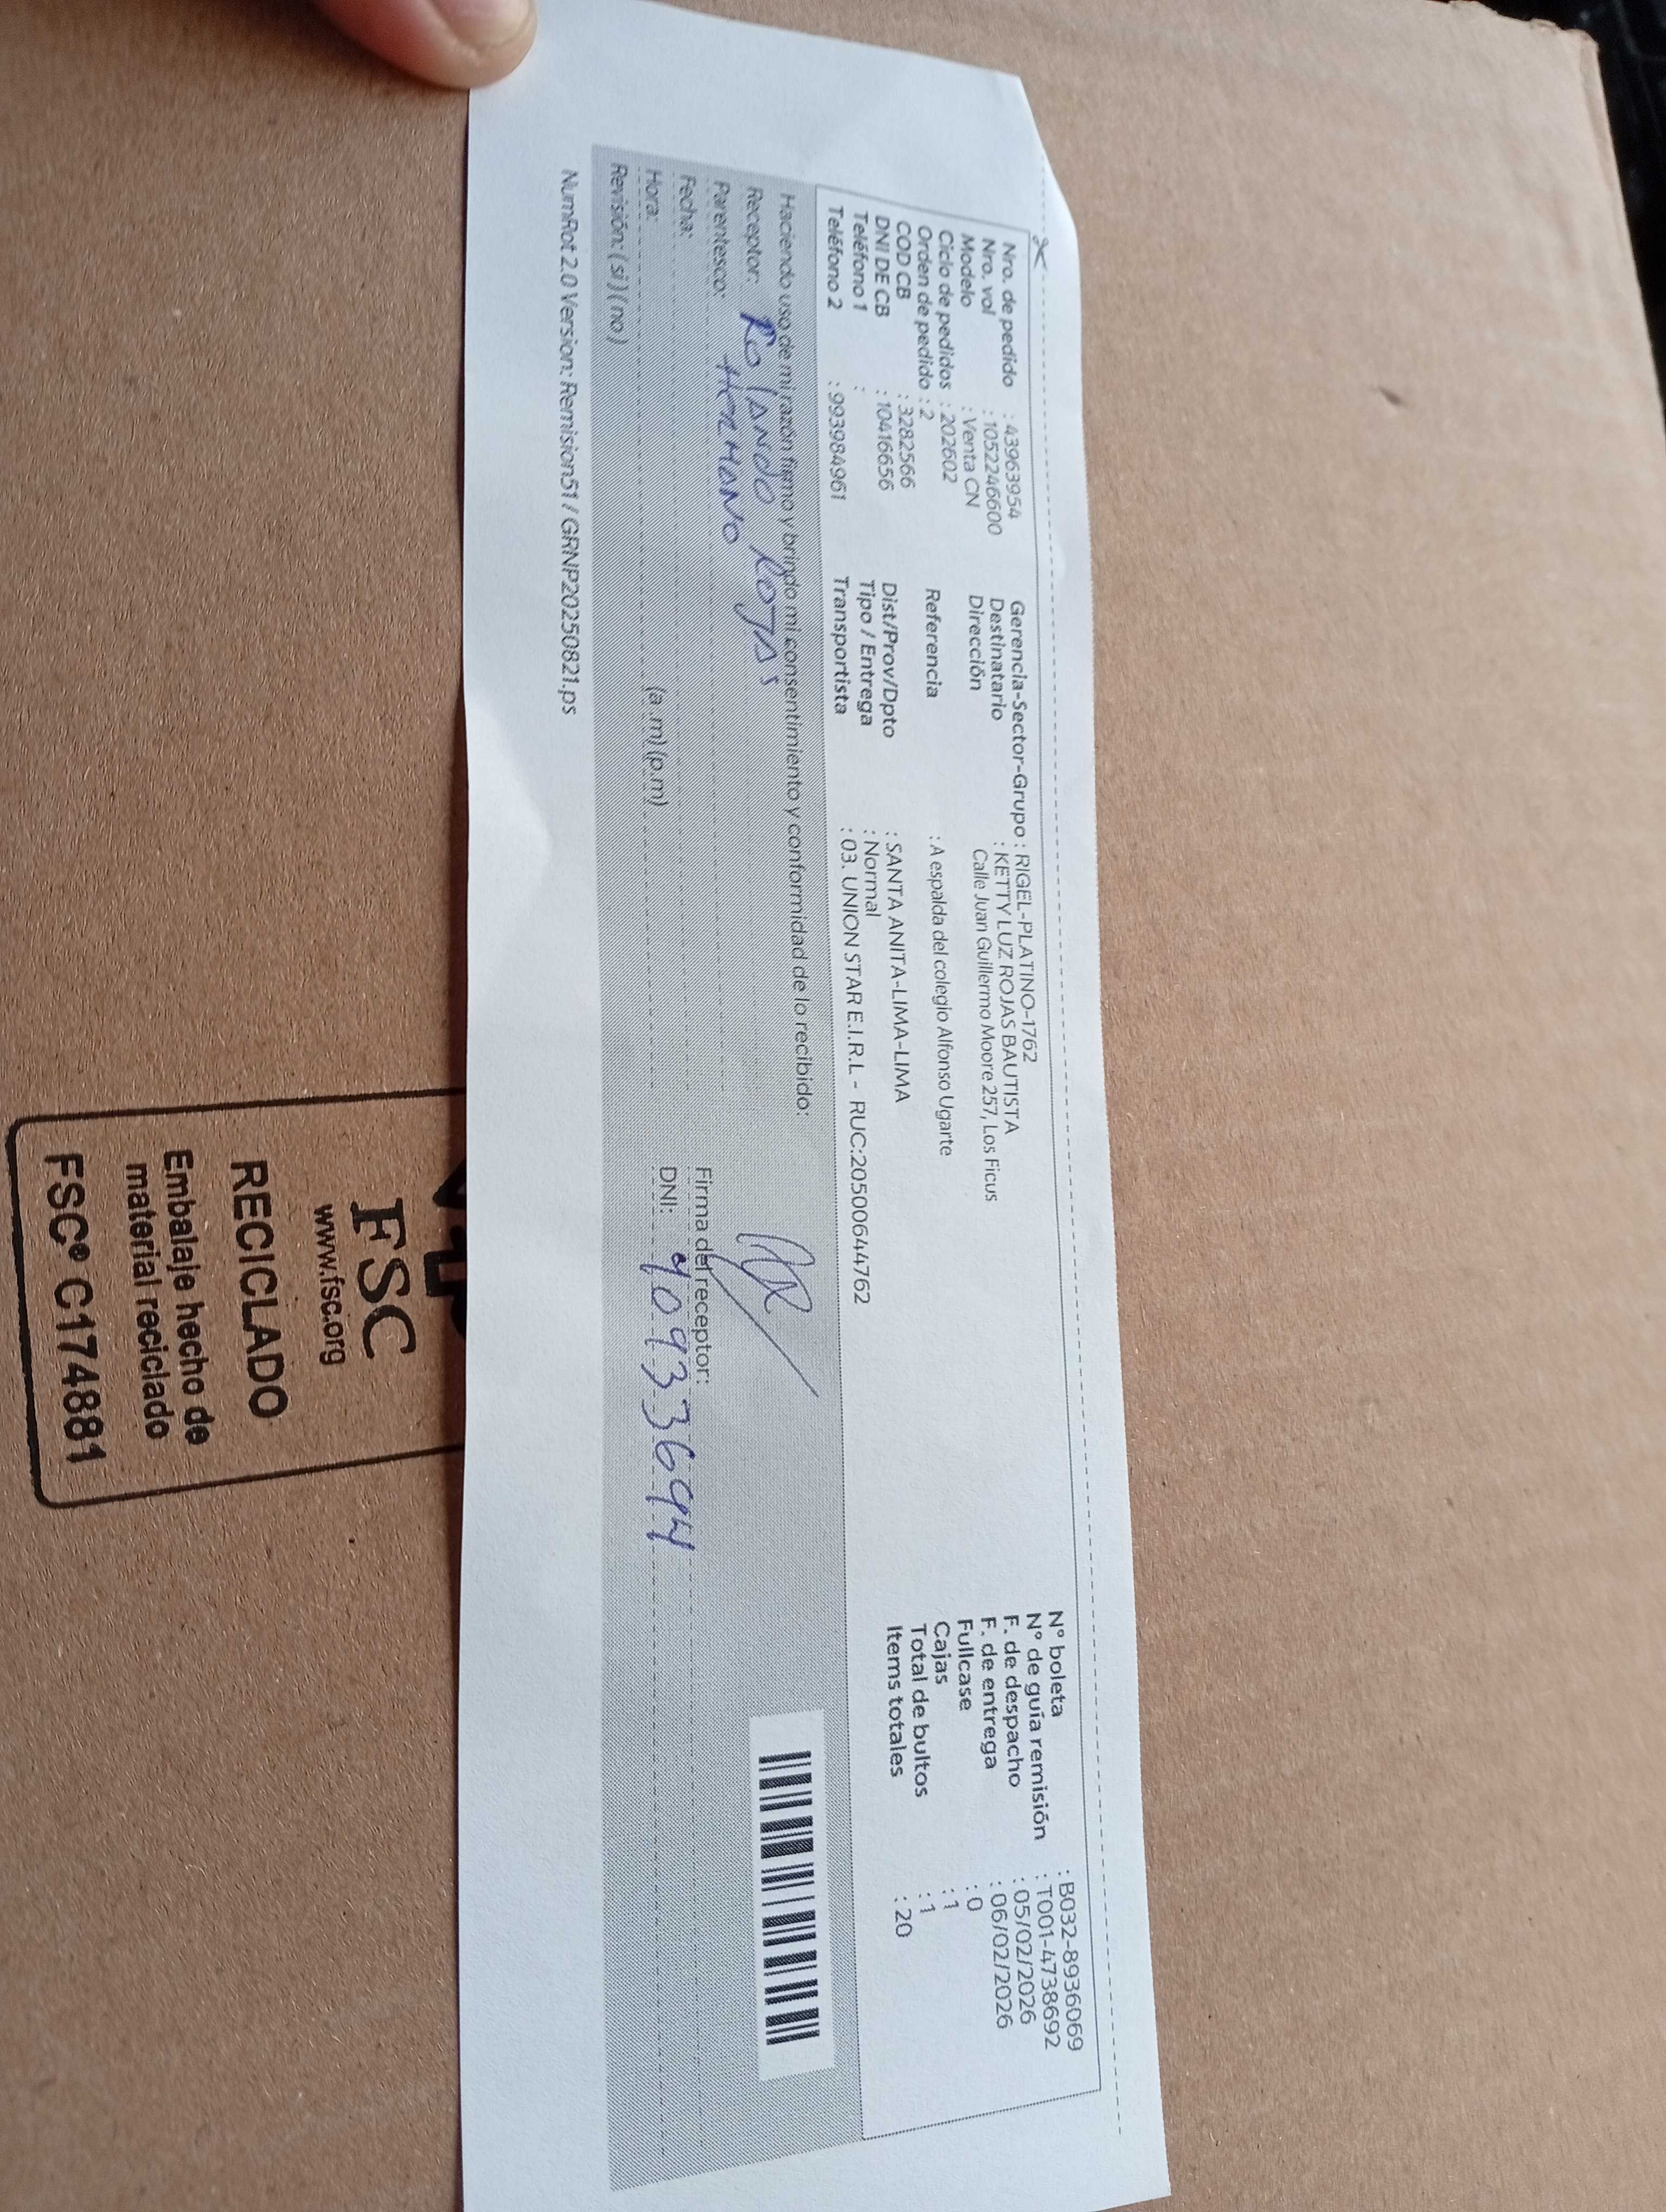 Nro. de pedido : 43963954
Nro. vol : 1052246600
Modelo : Venta CN
Ciclo de pedidos : 202602
Orden de pedido : 2
COD CB : 3282566
DNI DE CB : 10416656
Teléfono 1 :
Teléfono 2 : 993984961
Gerencia-Sector-Grupo : RIGEL-PLATINO-1762
Destinatario : KETTY LUZ ROJAS BAUTISTA
Dirección Calle Juan Guillermo Moore 257, Los Ficus
Referencia : A espalda del colegio Alfonso Ugarte
Dist/Prov/Dpto : SANTA ANITA-LIMA-LIMA
Tipo / Entrega : Normal
Transportista : 03. UNION STAR E.I.R.L - RUC:20500644762
N° boleta : B032-8936069
N° de guía remisión : T001-4738692
F. de despacho : 05/02/2026
F. de entrega : 06/02/2026
Fullcase : 0
Cajas : 1
Total de bultos : 1
Items totales : 20
Haciendo uso de mi razón firmo y brindo mi consentimiento y conformidad de lo recibido:
Receptor: Rolando Rojas
Parentesco: Hermano
Fecha:
Hora: (a.m) (p.m)
Revisión: ( si ) ( no )
Firma del receptor:
DNI: 40933694
NumRot 2.0 Version: Remision51 / GRNP20250821.ps
FSC
www.fsc.org
RECICLADO
Embalaje hecho de
material reciclado
FSC® C174881